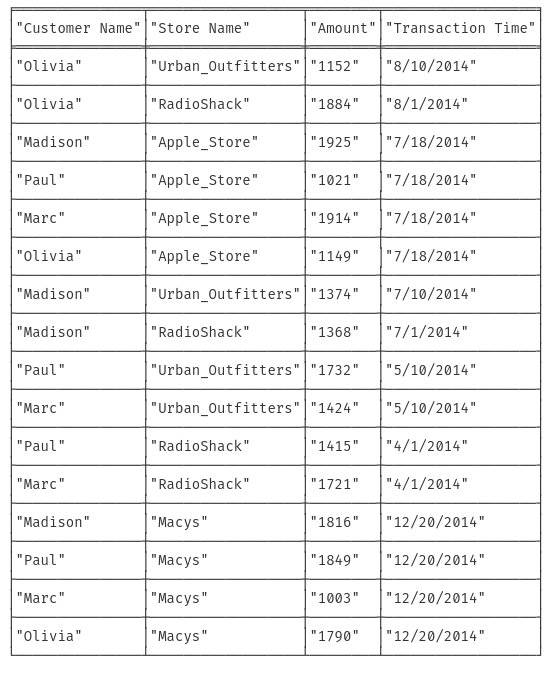 "Customer Name" "Store Name" "Amount" "Transaction Time"
"Olivia" "Urban_Outfitters" "1152" "8/10/2014"
"Olivia" "RadioShack" "1884" "8/1/2014"
"Madison" "Apple_Store" "1925" "7/18/2014"
"Paul" "Apple_Store" "1021" "7/18/2014"
"Marc" "Apple_Store" "1914" "7/18/2014"
"Olivia" "Apple_Store" "1149" "7/18/2014"
"Madison" "Urban_Outfitters" "1374" "7/10/2014"
"Madison" "RadioShack" "1368" "7/1/2014"
"Paul" "Urban_Outfitters" "1732" "5/10/2014"
"Marc" "Urban_Outfitters" "1424" "5/10/2014"
"Paul" "RadioShack" "1415" "4/1/2014"
"Marc" "RadioShack" "1721" "4/1/2014"
"Madison" "Macys" "1816" "12/20/2014"
"Paul" "Macys" "1849" "12/20/2014"
"Marc" "Macys" "1003" "12/20/2014"
"Olivia" "Macys" "1790" "12/20/2014"